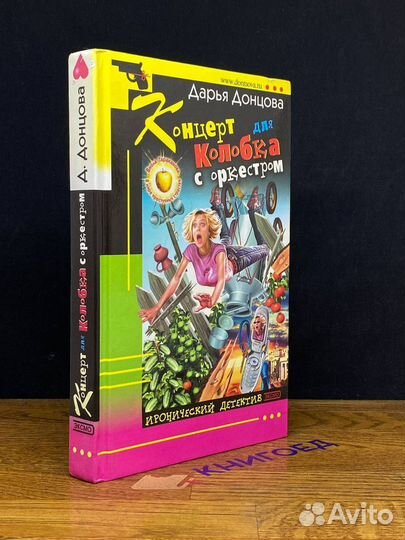 www.dontsova.ru
Дарья Донцова
Концерт для
Колобка
с оркестром
ИРОНИЧЕСКИЙ ДЕТЕКТИВ
ЭКСМО
Д. Донцова
Концерт для Колобка с оркестром
ЭКСМО
КНИГОЕД
Avito